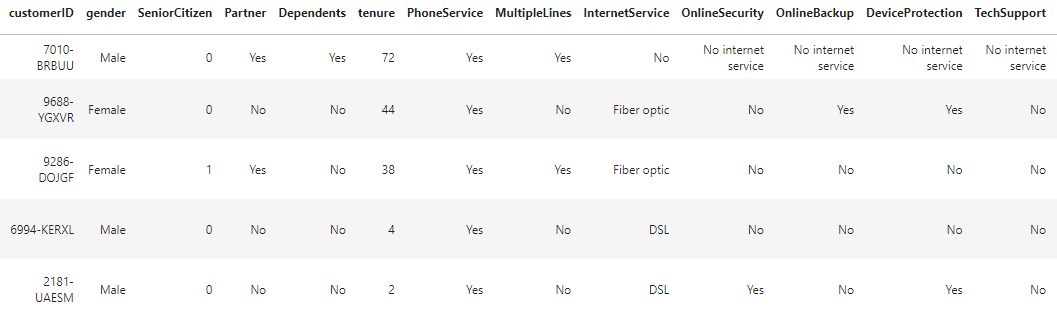 customerID gender SeniorCitizen Partner Dependents tenure PhoneService MultipleLines InternetService OnlineSecurity OnlineBackup DeviceProtection TechSupport
7010-BRBUU Male 0 Yes Yes 72 Yes Yes No No internet service No internet service No internet service No internet service
9688-YGXVR Female 0 No No 44 Yes No Fiber optic No Yes Yes No
9286-DOJGF Female 1 Yes No 38 Yes Yes Fiber optic No No No No
6994-KERXL Male 0 No No 4 Yes No DSL No No No No
2181-UAESM Male 0 No No 2 Yes No DSL Yes No Yes No